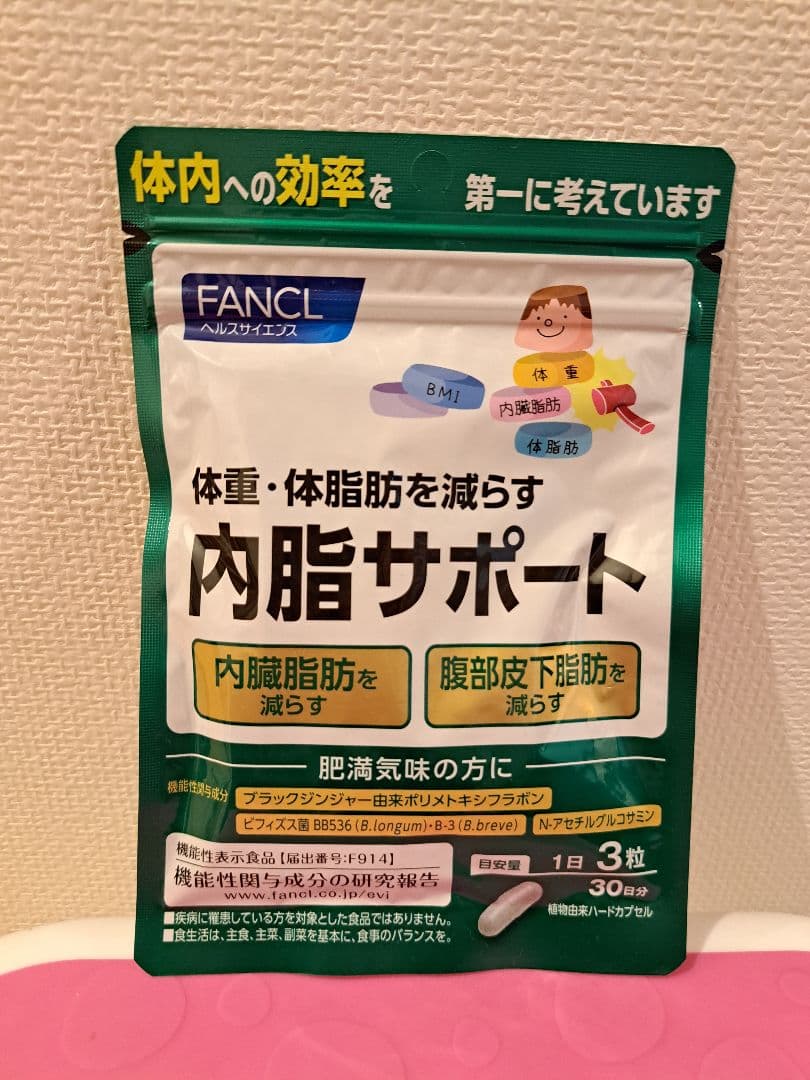 体内への効率を 第一に考えています
FANCL
ヘルスサイエンス
体重
BMI
内臓脂肪
体脂肪
体重・体脂肪を減らす
内脂サポート
内臓脂肪を
減らす
腹部皮下脂肪を
減らす
肥満気味の方に
機能性関与成分
ブラックジンジャー由来ポリメトキシフラボン
ビフィズス菌 BB536 (B.longum)・B-3 (B.breve)
N-アセチルグルコサミン
機能性表示食品【届出番号:F914】
機能性関与成分の研究報告
www.fancl.co.jp/evi
目安量 1日 3粒
30日分
植物由来ハードカプセル
■疾病に罹患している方を対象とした食品ではありません。
■食生活は、主食、主菜、副菜を基本に、食事のバランスを。